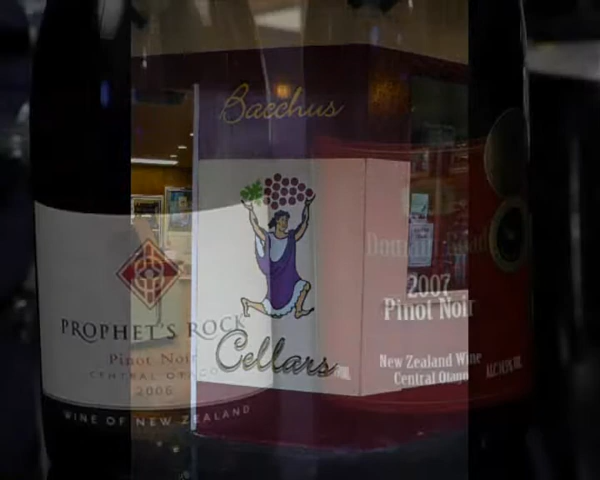 Bacchus
Cellars
PROPHET'S ROCK
Pinot Noir
CENTRAL OTAGO
2006
WINE OF NEW ZEALAND
2007
Pinot Noir
New Zealand Wine
Central Otago